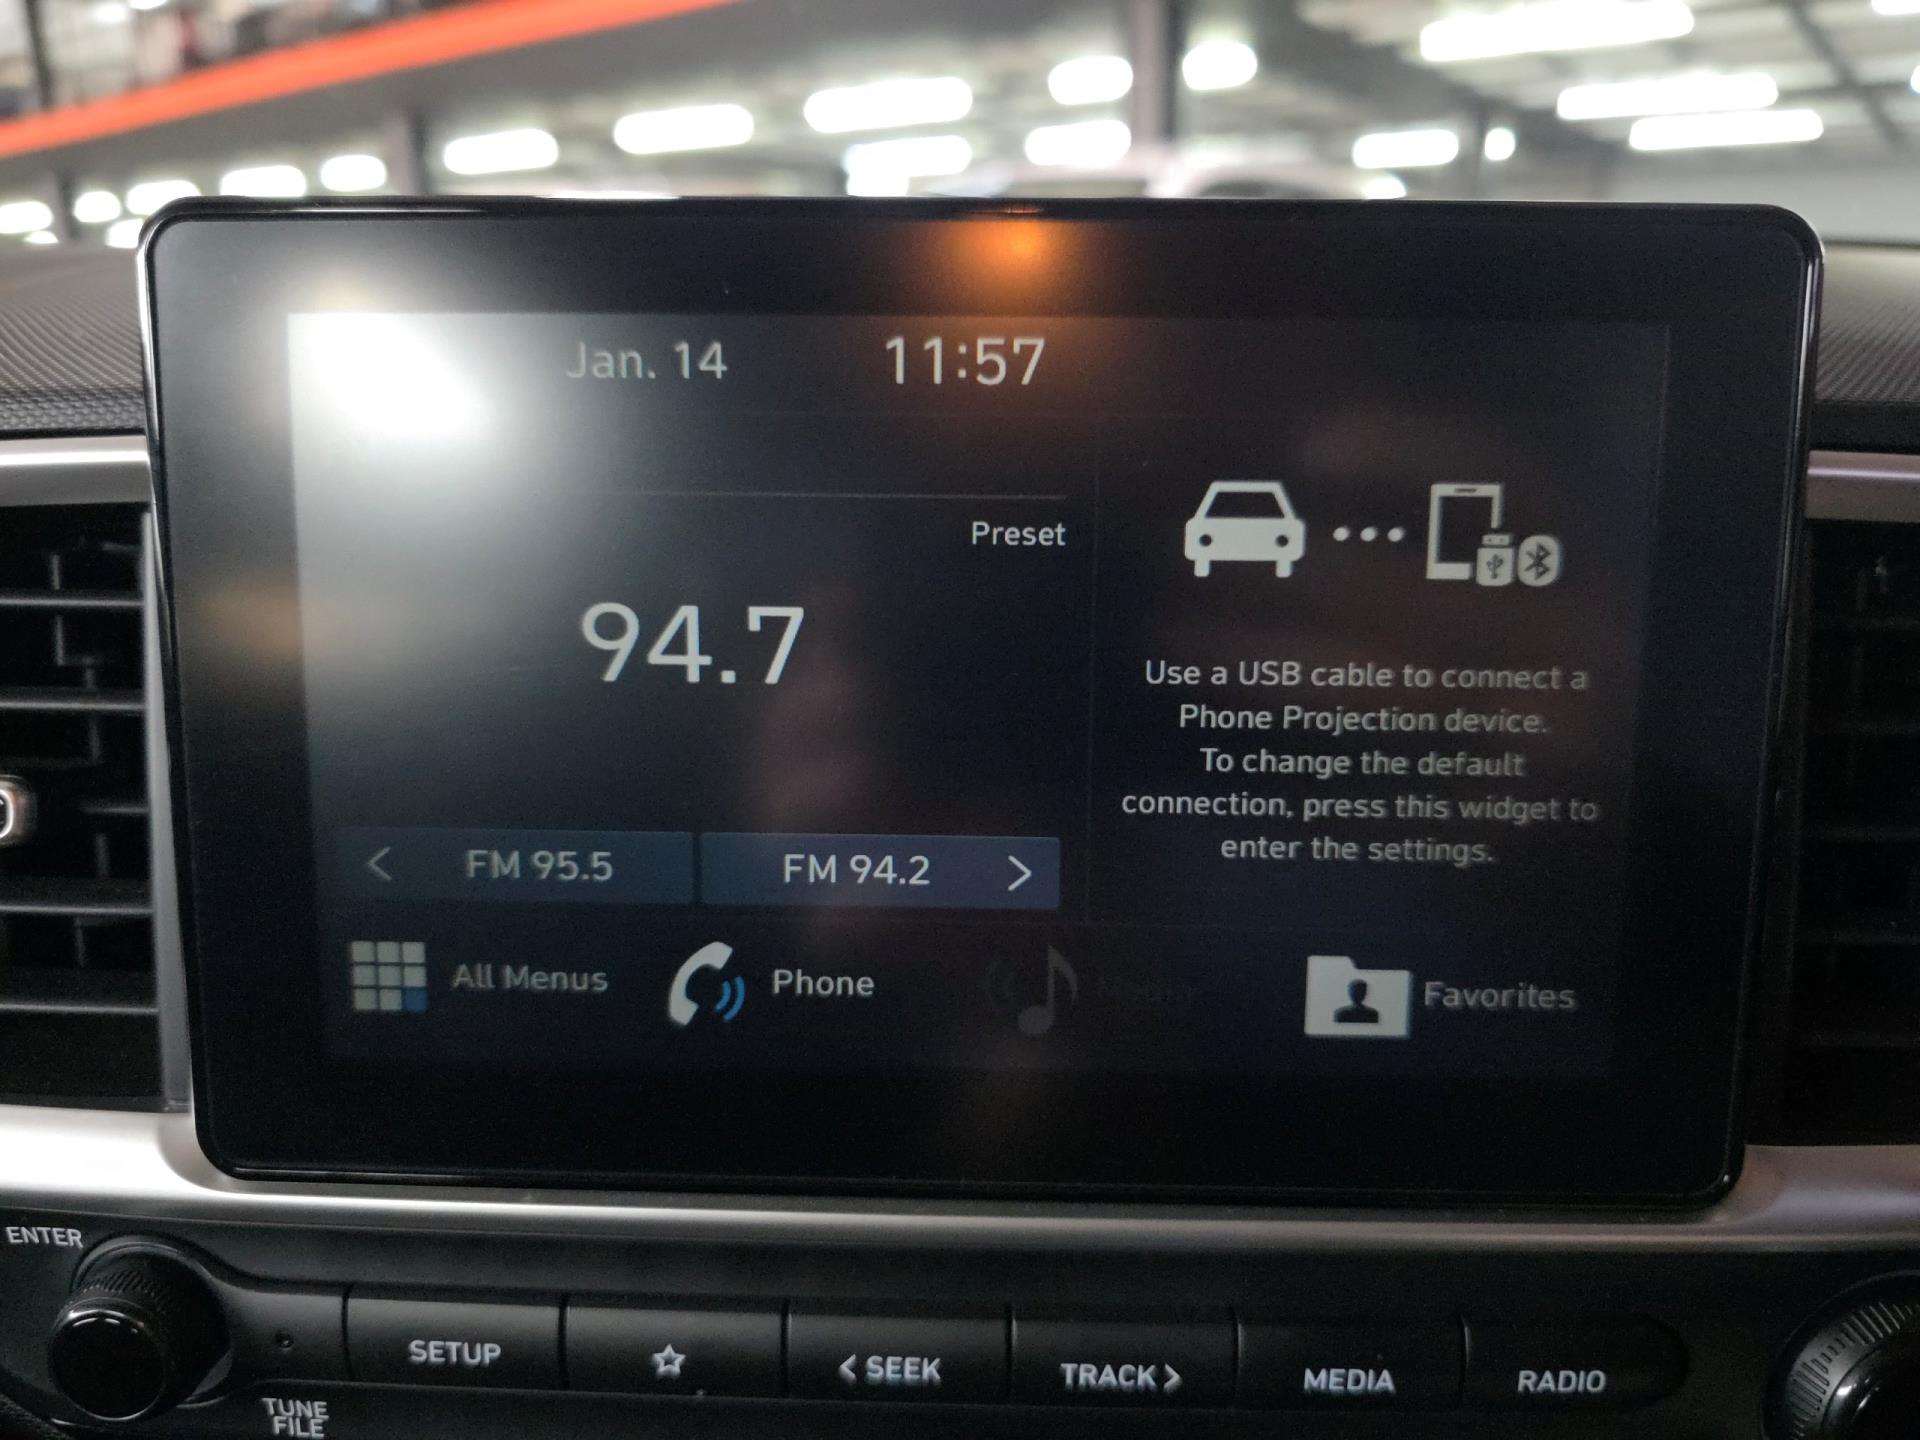 Jan. 14 11:57
Preset
94.7
Use a USB cable to connect a
Phone Projection device.
To change the default
connection, press this widget to
enter the settings.
< FM 95.5 FM 94.2 >
All Menus Phone Favorites
ENTER
SETUP < SEEK TRACK > MEDIA RADIO
TUNE
FILE